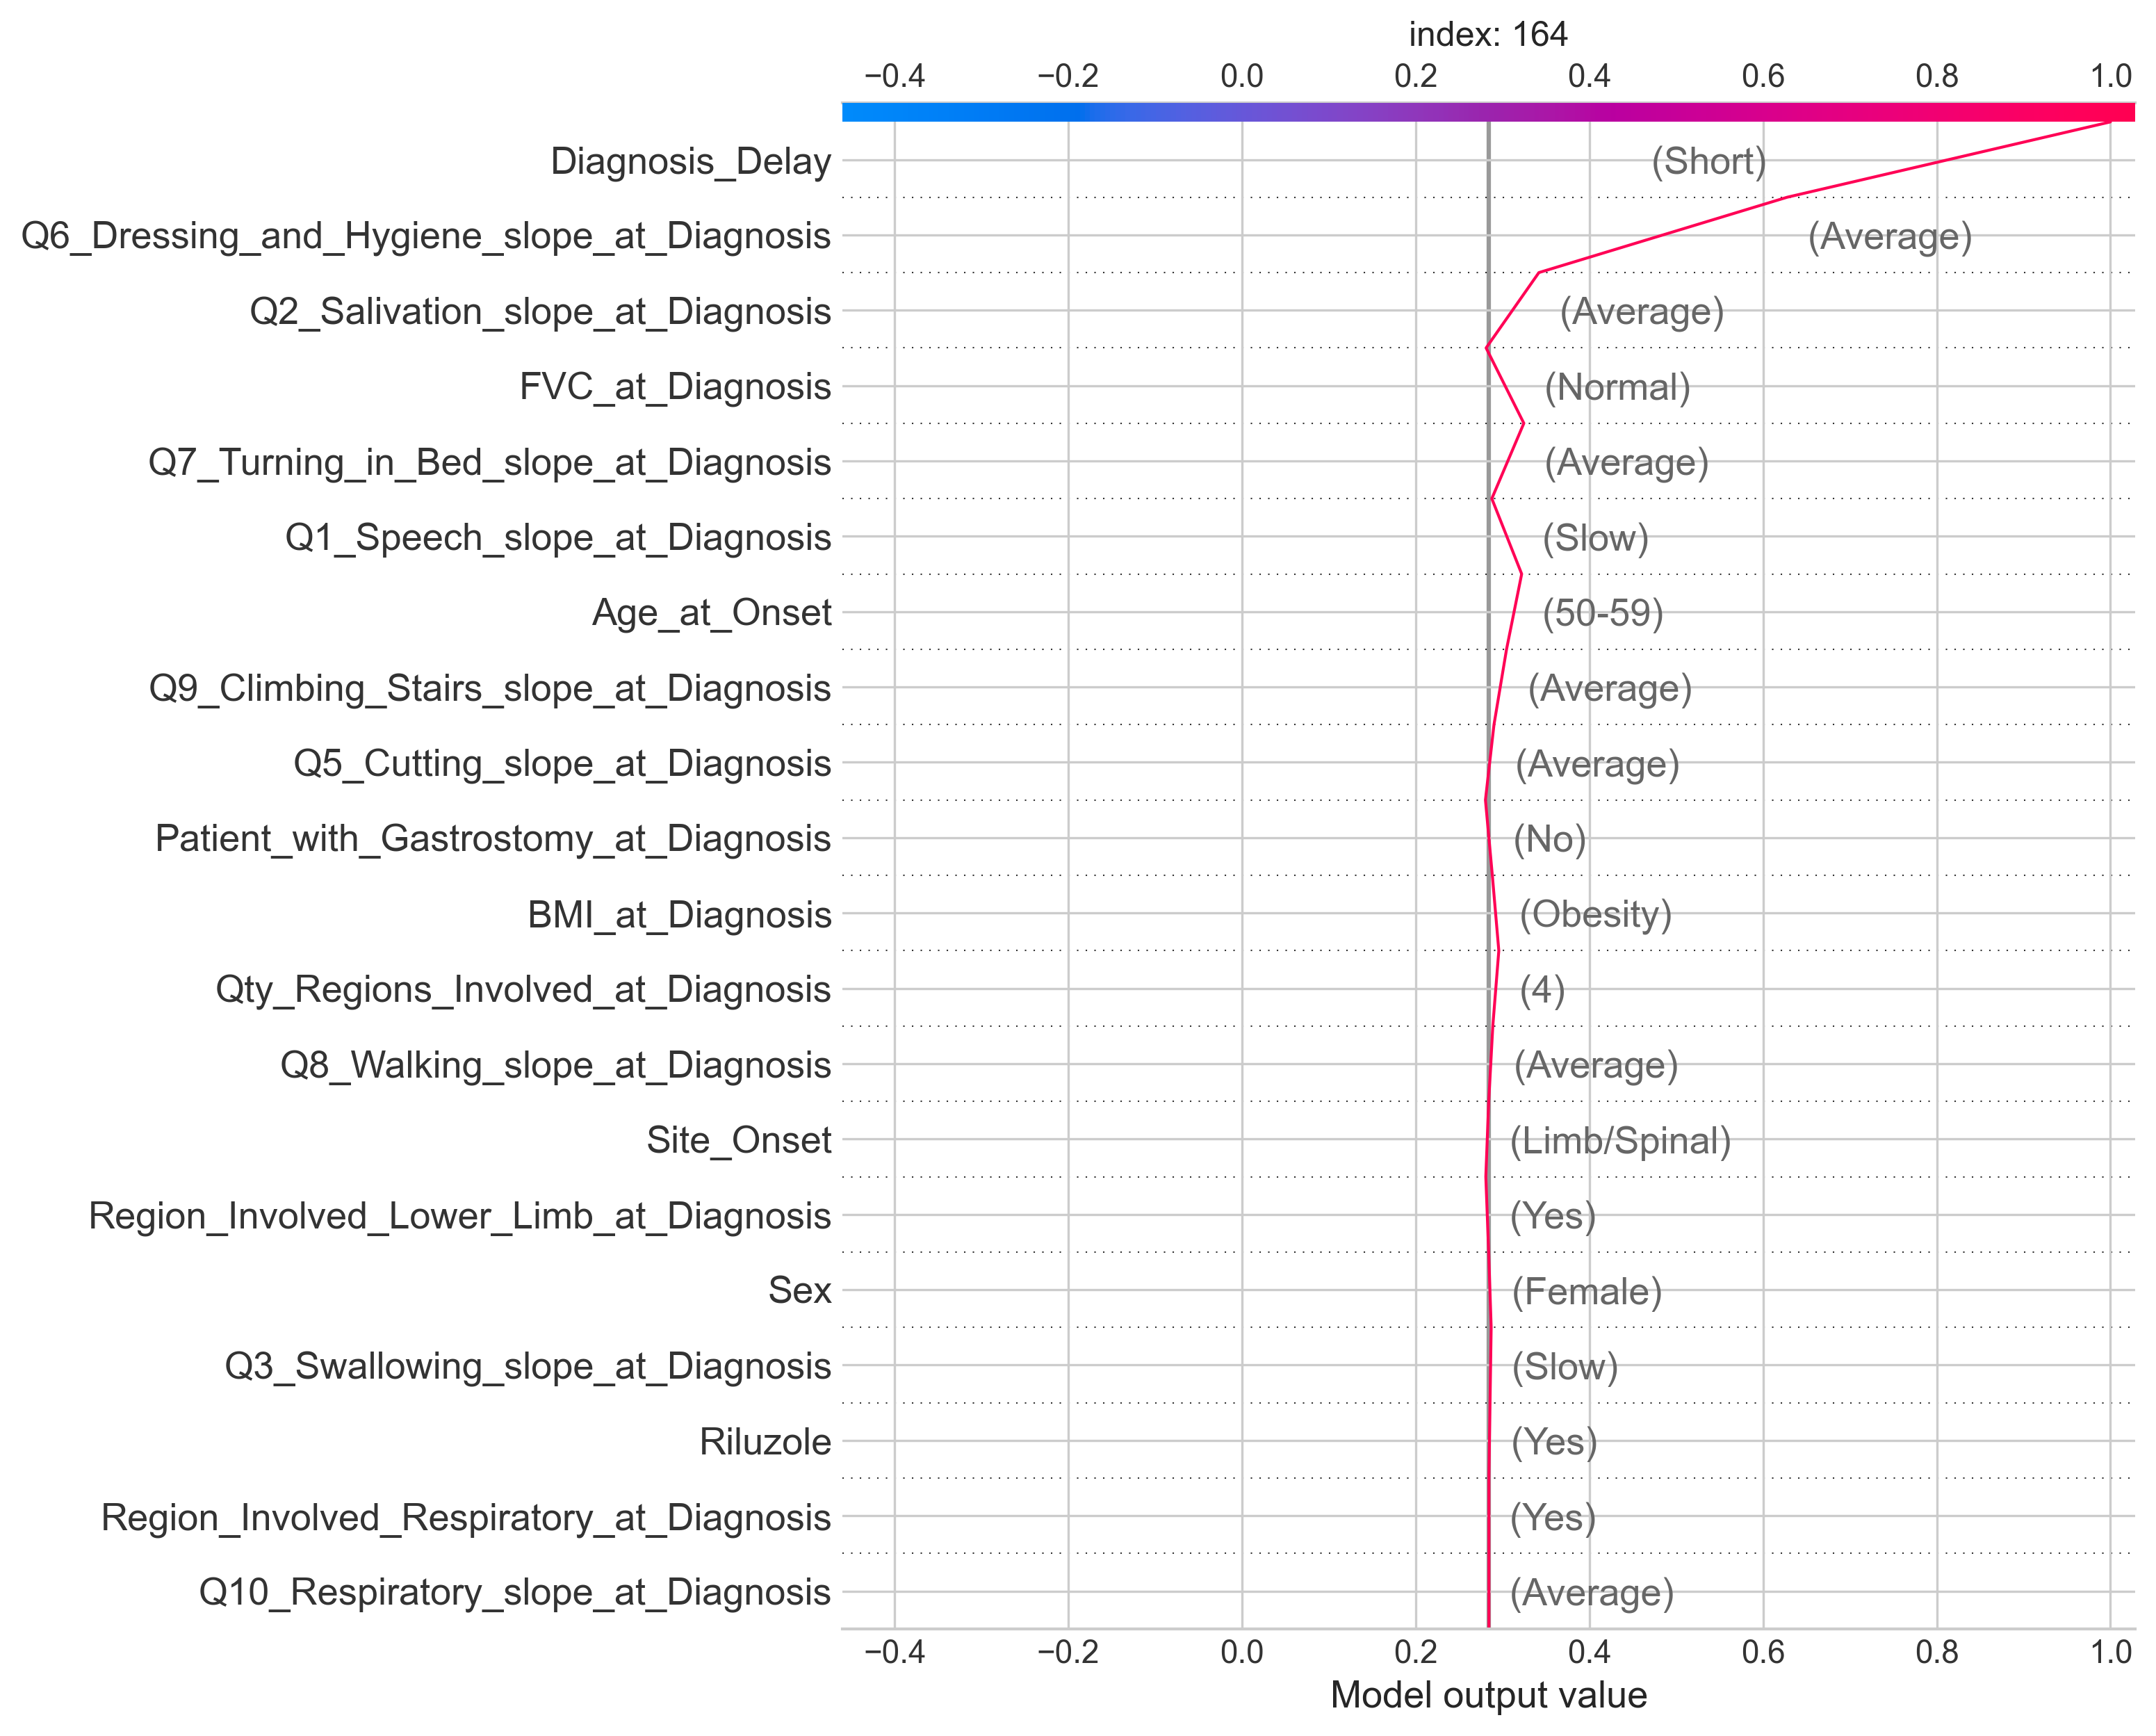 index: 164
−0.4 −0.2 0.0 0.2 0.4 0.6 0.8 1.0
Diagnosis_Delay (Short)
Q6_Dressing_and_Hygiene_slope_at_Diagnosis (Average)
Q2_Salivation_slope_at_Diagnosis (Average)
FVC_at_Diagnosis (Normal)
Q7_Turning_in_Bed_slope_at_Diagnosis (Average)
Q1_Speech_slope_at_Diagnosis (Slow)
Age_at_Onset (50-59)
Q9_Climbing_Stairs_slope_at_Diagnosis (Average)
Q5_Cutting_slope_at_Diagnosis (Average)
Patient_with_Gastrostomy_at_Diagnosis (No)
BMI_at_Diagnosis (Obesity)
Qty_Regions_Involved_at_Diagnosis (4)
Q8_Walking_slope_at_Diagnosis (Average)
Site_Onset (Limb/Spinal)
Region_Involved_Lower_Limb_at_Diagnosis (Yes)
Sex (Female)
Q3_Swallowing_slope_at_Diagnosis (Slow)
Riluzole (Yes)
Region_Involved_Respiratory_at_Diagnosis (Yes)
Q10_Respiratory_slope_at_Diagnosis (Average)
−0.4 −0.2 0.0 0.2 0.4 0.6 0.8 1.0
Model output value